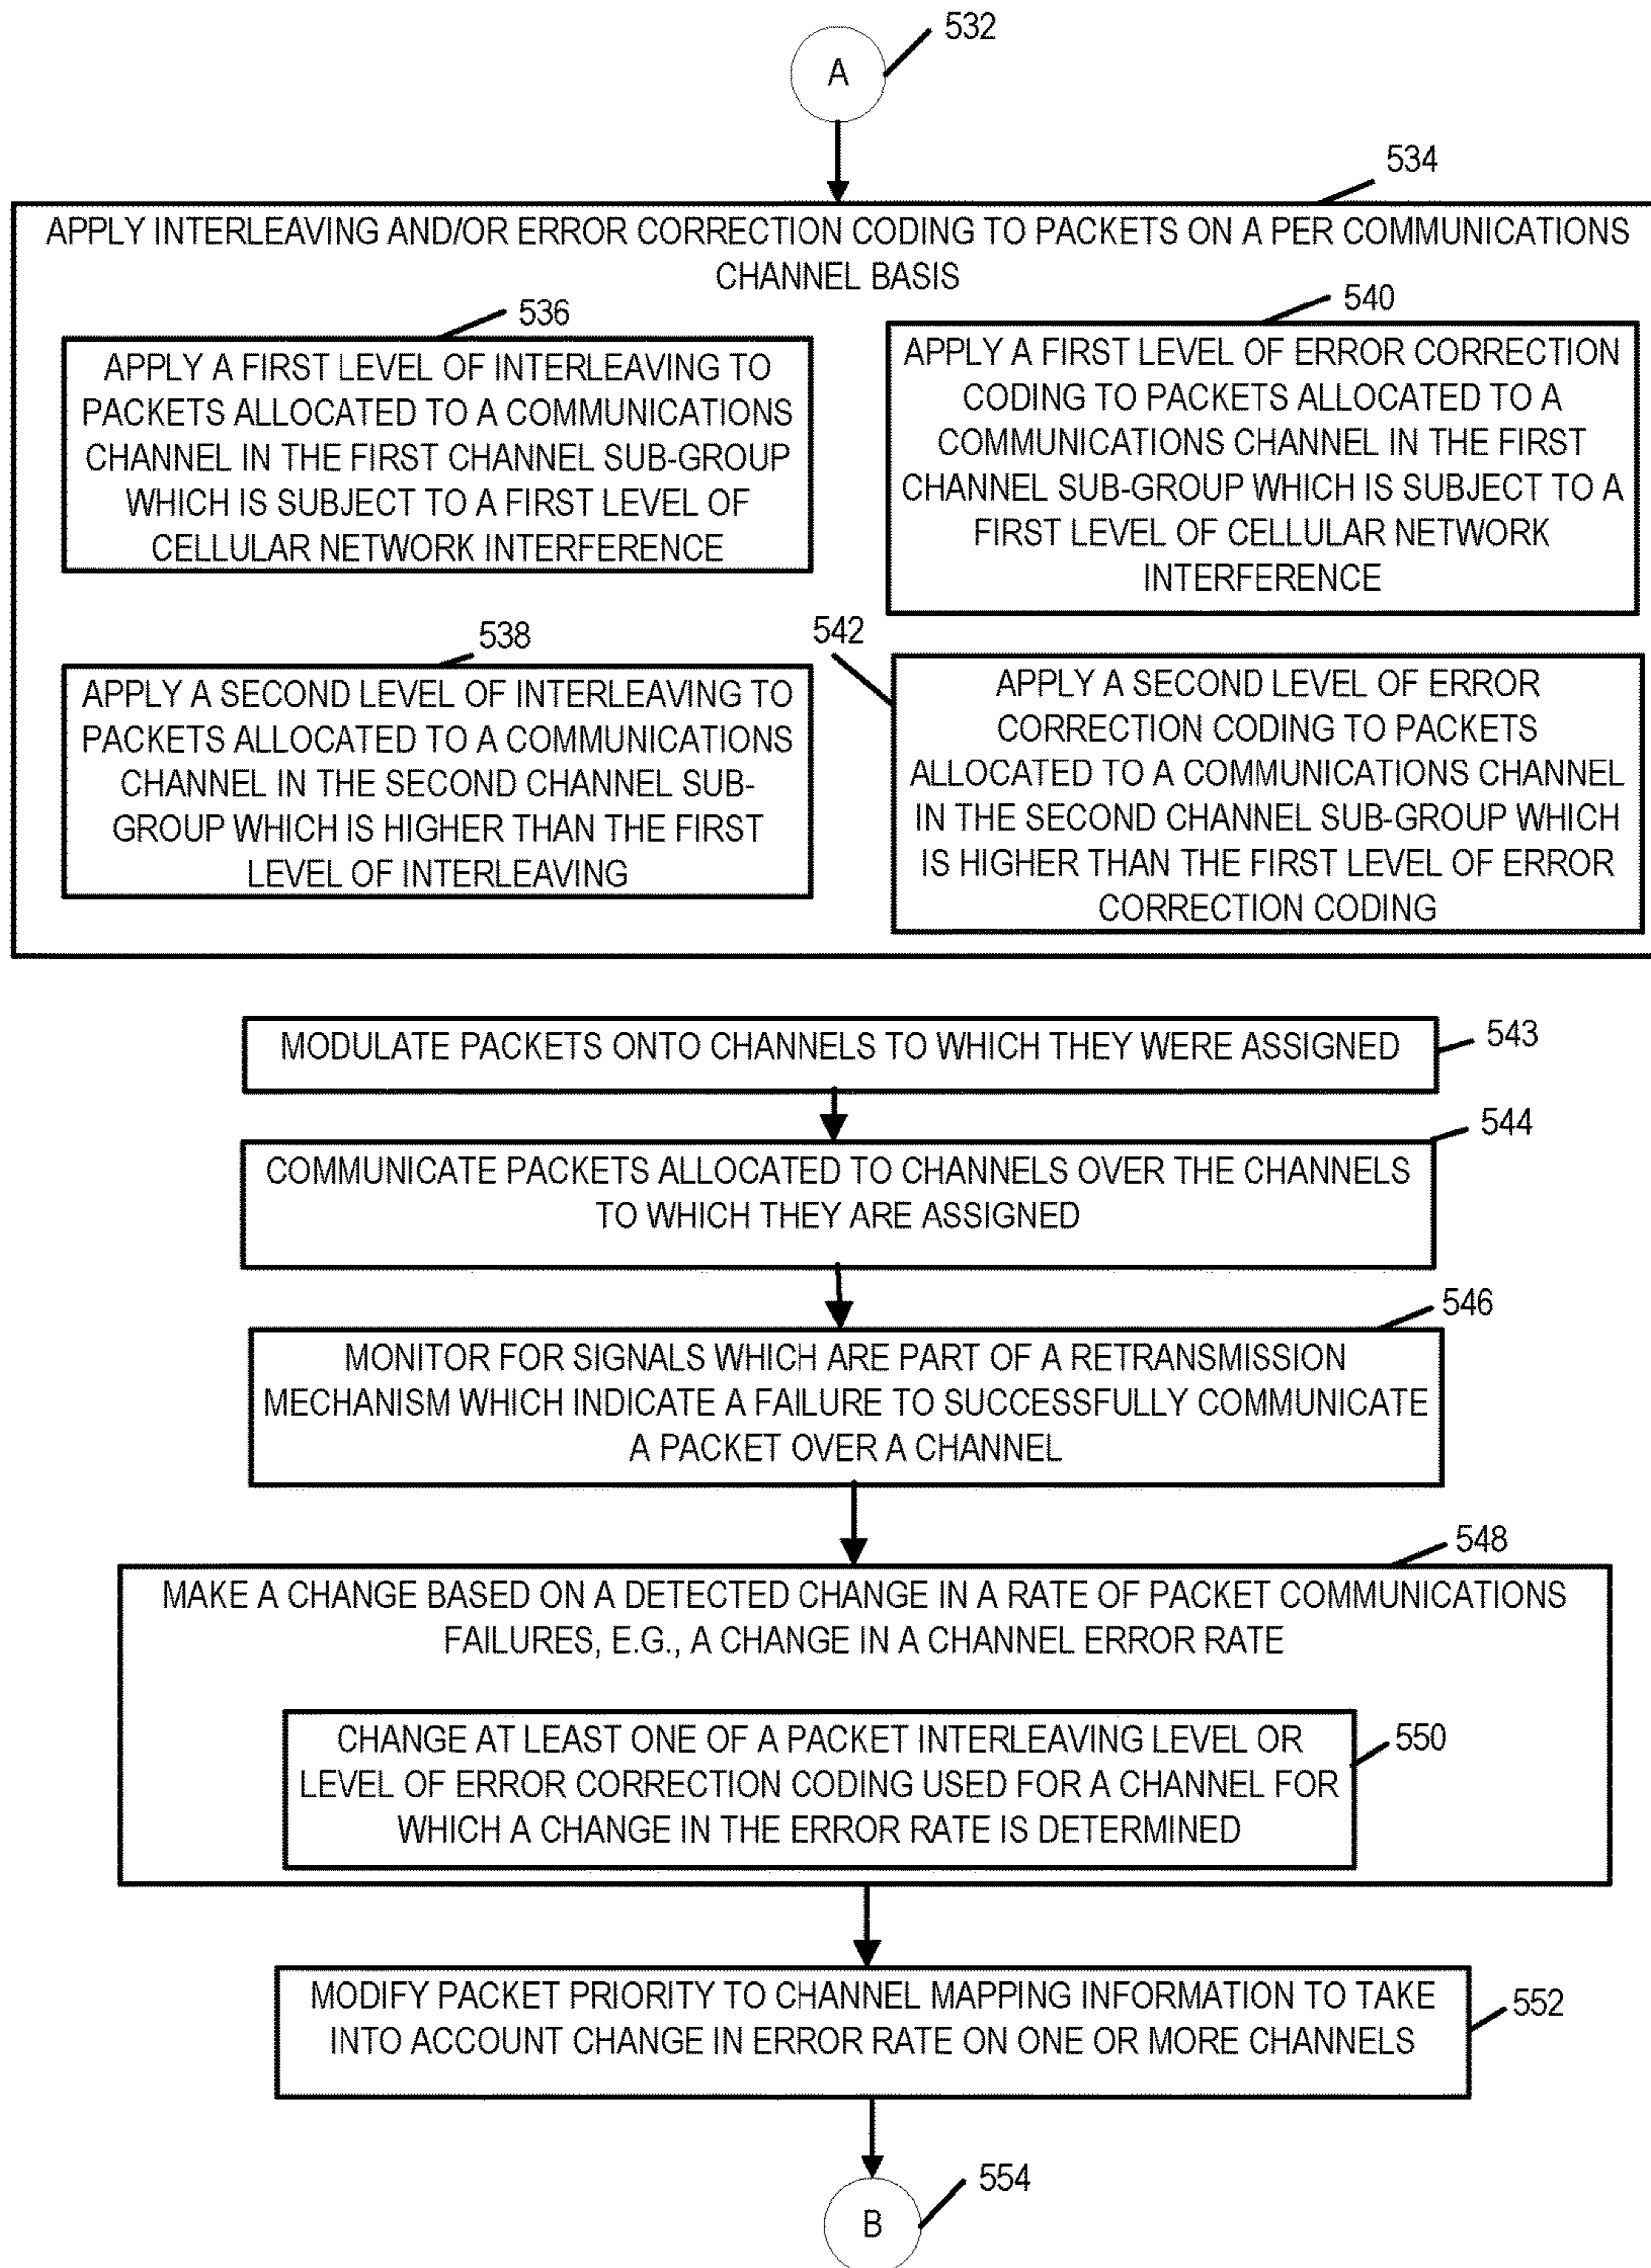 532
A
534
APPLY INTERLEAVING AND/OR ERROR CORRECTION CODING TO PACKETS ON A PER COMMUNICATIONS
CHANNEL BASIS
536
APPLY A FIRST LEVEL OF INTERLEAVING TO
PACKETS ALLOCATED TO A COMMUNICATIONS
CHANNEL IN THE FIRST CHANNEL SUB-GROUP
WHICH IS SUBJECT TO A FIRST LEVEL OF
CELLULAR NETWORK INTERFERENCE
540
APPLY A FIRST LEVEL OF ERROR CORRECTION
CODING TO PACKETS ALLOCATED TO A
COMMUNICATIONS CHANNEL IN THE FIRST
CHANNEL SUB-GROUP WHICH IS SUBJECT TO A
FIRST LEVEL OF CELLULAR NETWORK
INTERFERENCE
538
APPLY A SECOND LEVEL OF INTERLEAVING TO
PACKETS ALLOCATED TO A COMMUNICATIONS
CHANNEL IN THE SECOND CHANNEL SUB-
GROUP WHICH IS HIGHER THAN THE FIRST
LEVEL OF INTERLEAVING
542
APPLY A SECOND LEVEL OF ERROR
CORRECTION CODING TO PACKETS
ALLOCATED TO A COMMUNICATIONS CHANNEL
IN THE SECOND CHANNEL SUB-GROUP WHICH
IS HIGHER THAN THE FIRST LEVEL OF ERROR
CORRECTION CODING
MODULATE PACKETS ONTO CHANNELS TO WHICH THEY WERE ASSIGNED
543
544
COMMUNICATE PACKETS ALLOCATED TO CHANNELS OVER THE CHANNELS
TO WHICH THEY ARE ASSIGNED
546
MONITOR FOR SIGNALS WHICH ARE PART OF A RETRANSMISSION
MECHANISM WHICH INDICATE A FAILURE TO SUCCESSFULLY COMMUNICATE
A PACKET OVER A CHANNEL
548
MAKE A CHANGE BASED ON A DETECTED CHANGE IN A RATE OF PACKET COMMUNICATIONS
FAILURES, E.G., A CHANGE IN A CHANNEL ERROR RATE
CHANGE AT LEAST ONE OF A PACKET INTERLEAVING LEVEL OR
LEVEL OF ERROR CORRECTION CODING USED FOR A CHANNEL FOR
WHICH A CHANGE IN THE ERROR RATE IS DETERMINED
550
MODIFY PACKET PRIORITY TO CHANNEL MAPPING INFORMATION TO TAKE
INTO ACCOUNT CHANGE IN ERROR RATE ON ONE OR MORE CHANNELS
552
554
B